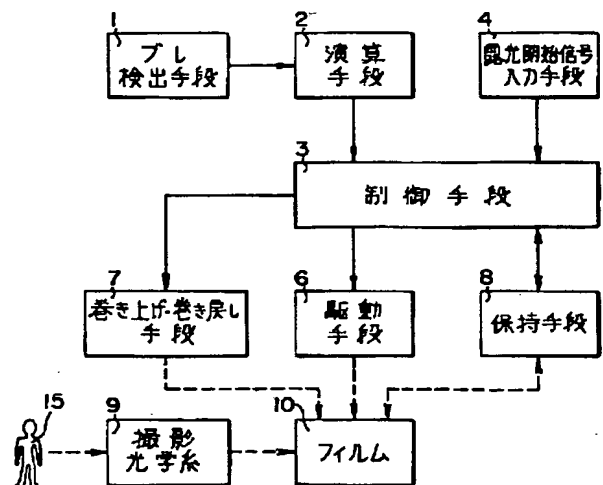 1
ブレ
検出手段
2
演算
手段
4
露光開始信号
入力手段
3
制御手段
7
巻き上げ・巻き戻し
手段
6
駆動
手段
8
保持手段
15
9
撮影
光学系
10
フィルム